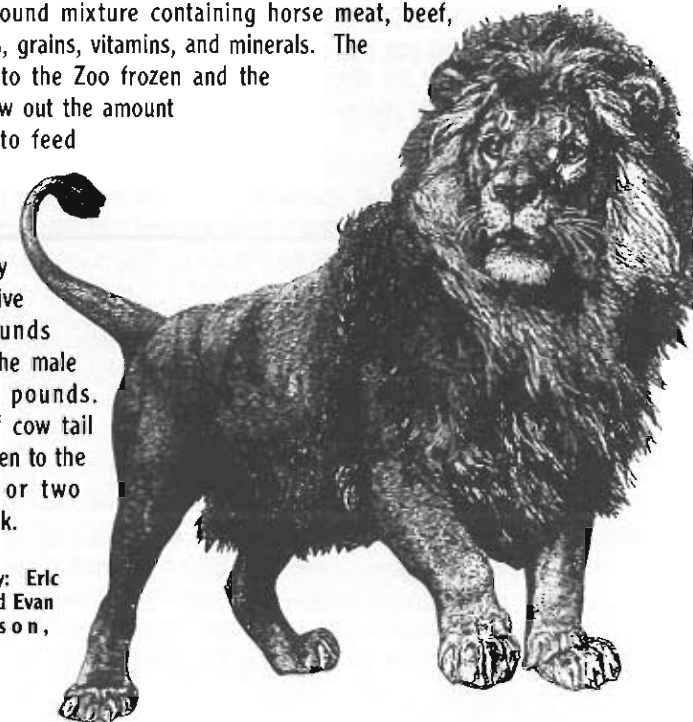 ound mixture containing horse meat, beef,
, grains, vitamins, and minerals. The
to the Zoo frozen and the
w out the amount
to feed
y
ive
unds
he male
pounds.
f cow tail
en to the
or two
k.
y: Eric
d Evan
son,